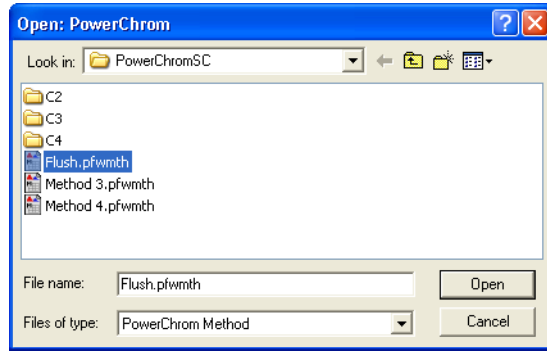 Open: PowerChrom
Look in: PowerChromSC
C2
C3
C4
Flush.pfwmth
Method 3.pfwmth
Method 4.pfwmth
File name: Flush.pfwmth Open
Files of type: PowerChrom Method Cancel